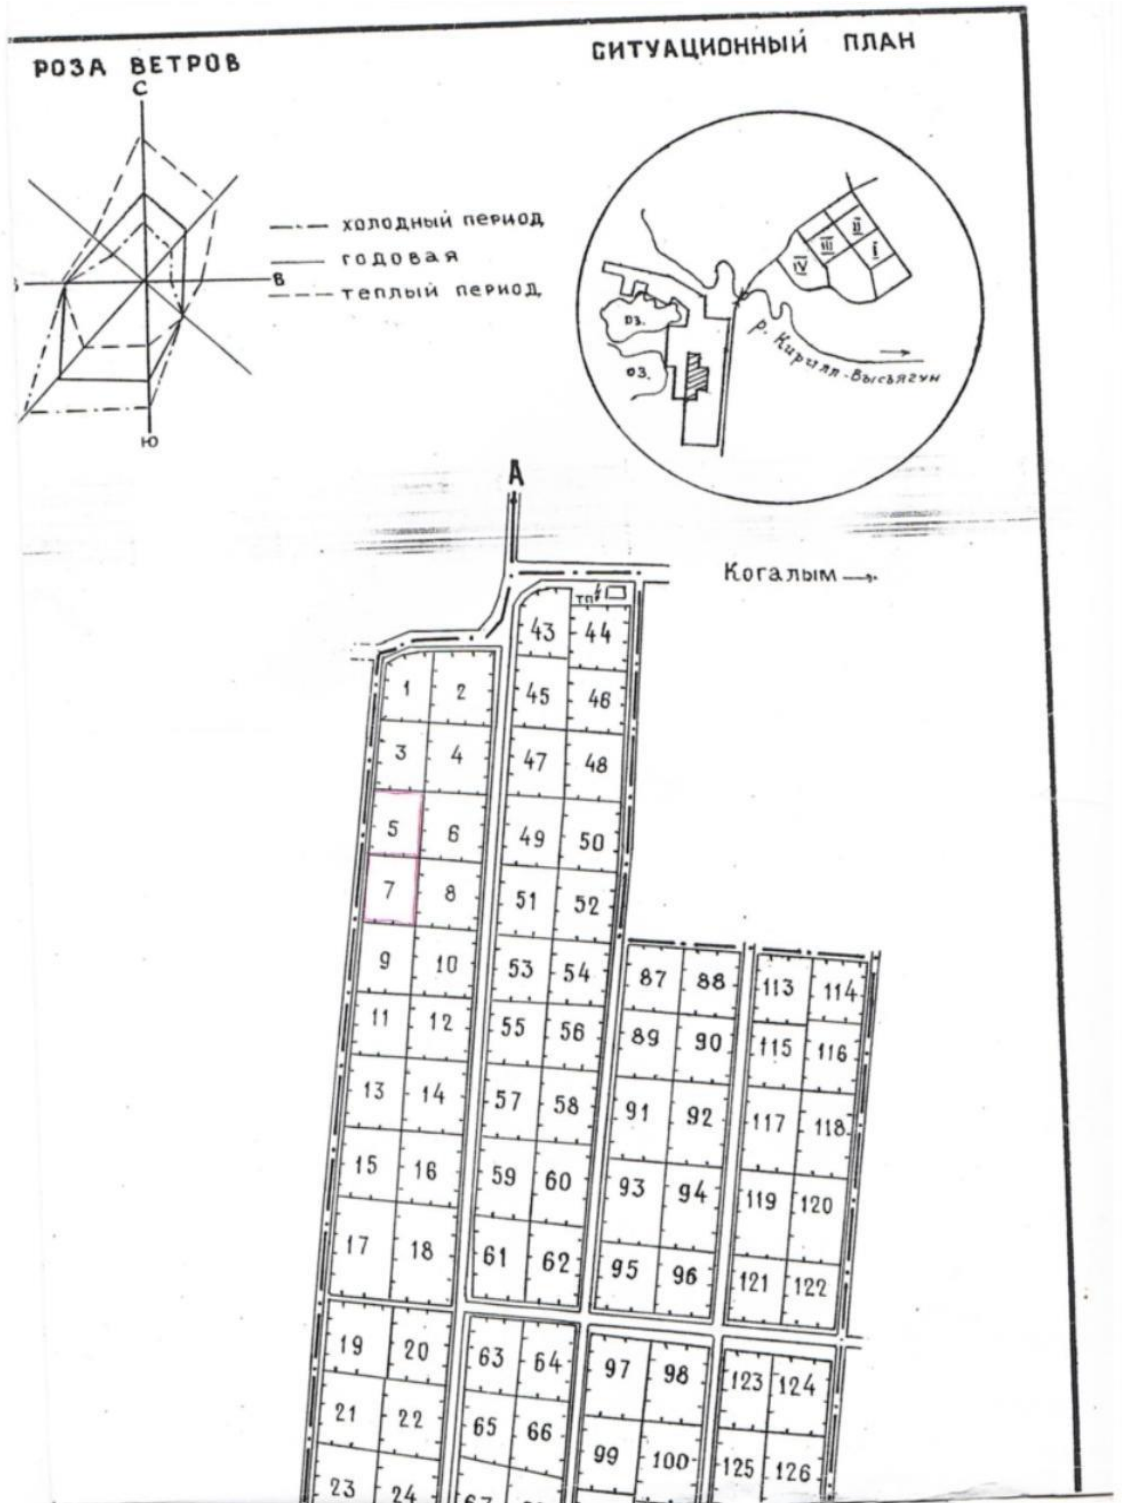 РОЗА ВЕТРОВ
СИТУАЦИОННЫЙ ПЛАН
С
В
Ю
ХОЛОДНЫЙ ПЕРИОД
ГОДОВАЯ
ТЕПЛЫЙ ПЕРИОД
I
II
III
IV
ОЗ.
ОЗ.
р. Кирилл-Высъягун
А
Когалым
ТП
43 44
1 2 45 46
3 4 47 48
5 6 49 50
7 8 51 52
9 10 53 54 87 88 113 114
11 12 55 56 89 90 115 116
13 14 57 58 91 92 117 118
15 16 59 60 93 94 119 120
17 18 61 62 95 96 121 122
19 20 63 64 97 98 123 124
21 22 65 66 99 100 125 126
23 24